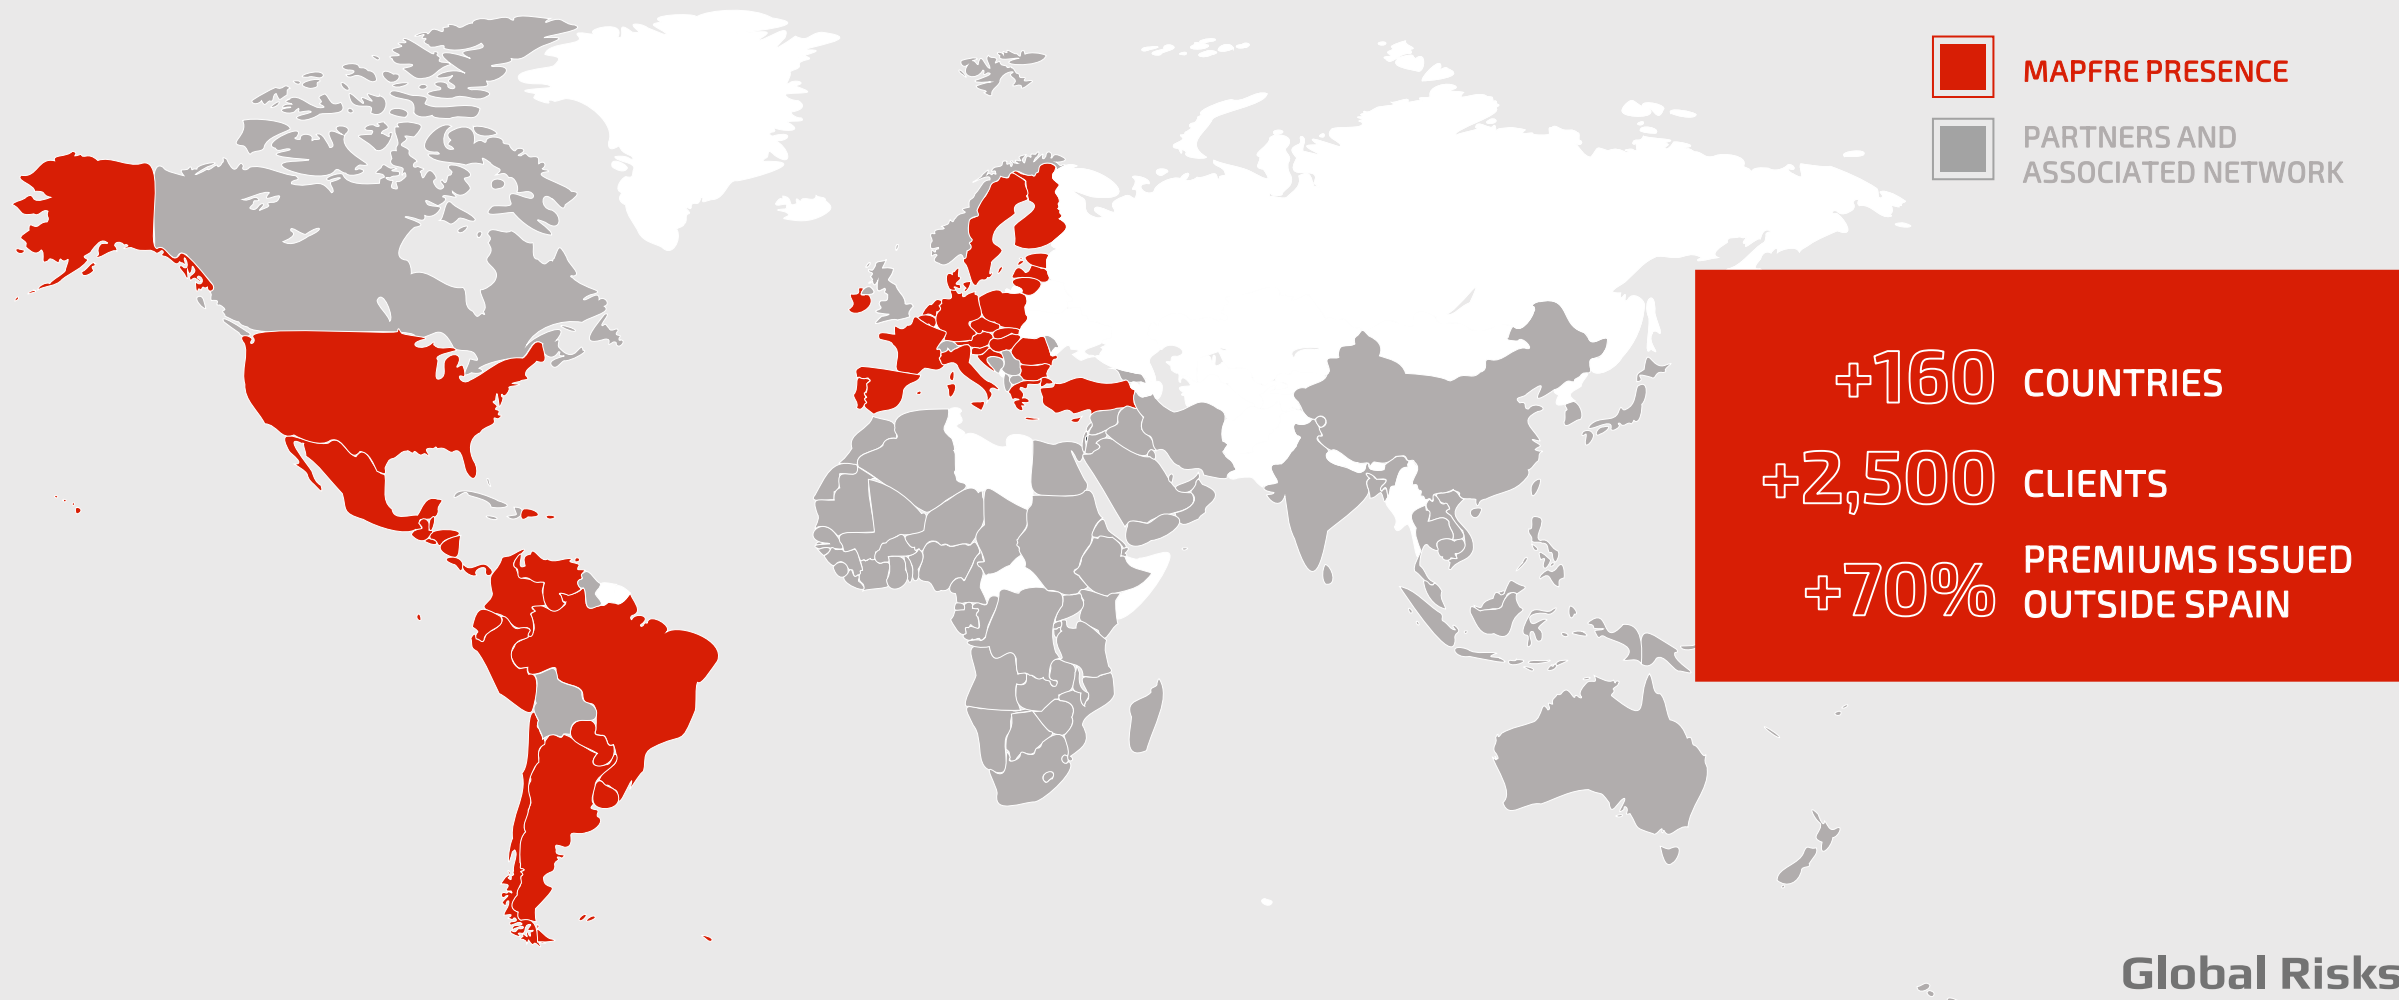 MAPFRE PRESENCE
PARTNERS AND
ASSOCIATED NETWORK
+160 COUNTRIES
+2,500 CLIENTS
+70% PREMIUMS ISSUED
OUTSIDE SPAIN
Global Risks